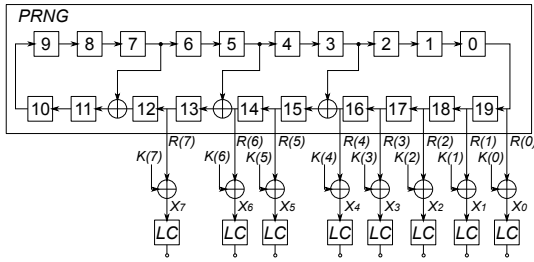 PRNG
9 8 7 6 5 4 3 2 1 0
10 11 12 13 14 15 16 17 18 19
R(7) R(6) R(5) R(4) R(3) R(2) R(1) R(0)
K(7) K(6) K(5) K(4) K(3) K(2) K(1) K(0)
X7 X6 X5 X4 X3 X2 X1 X0
LC LC LC LC LC LC LC LC